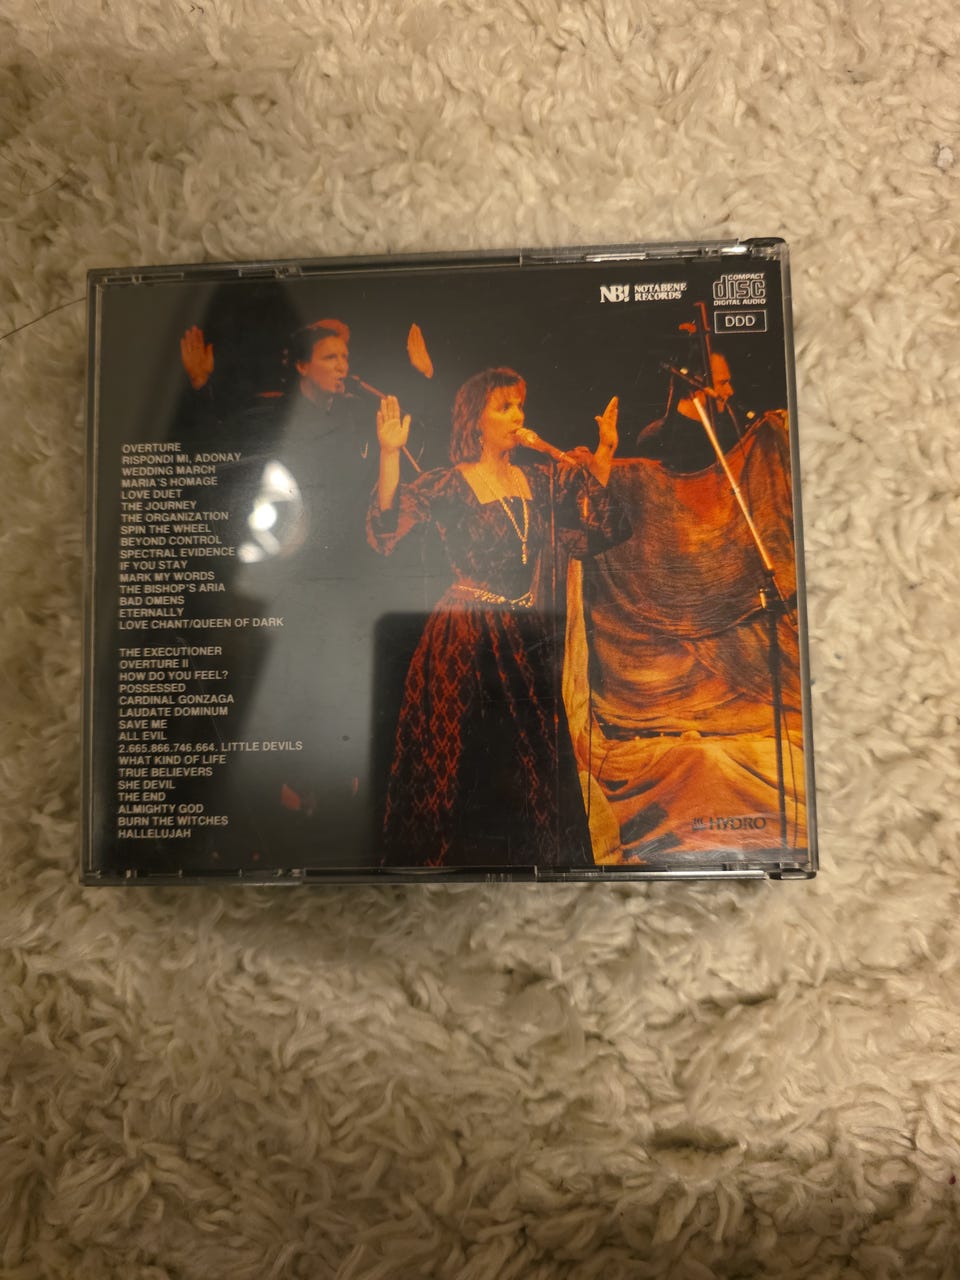 NB! NOTABENE
RECORDS
COMPACT
disc
DIGITAL AUDIO
DDD
OVERTURE
RISPONDI MI, ADONAY
WEDDING MARCH
MARIA'S HOMAGE
LOVE DUET
THE JOURNEY
THE ORGANIZATION
SPIN THE WHEEL
BEYOND CONTROL
SPECTRAL EVIDENCE
IF YOU STAY
MARK MY WORDS
THE BISHOP'S ARIA
BAD OMENS
ETERNALLY
LOVE CHANT/QUEEN OF DARK
THE EXECUTIONER
OVERTURE II
HOW DO YOU FEEL?
POSSESSED
CARDINAL GONZAGA
LAUDATE DOMINUM
SAVE ME
ALL EVIL
2.665.866.746.664. LITTLE DEVILS
WHAT KIND OF LIFE
TRUE BELIEVERS
SHE DEVIL
THE END
ALMIGHTY GOD
BURN THE WITCHES
HALLELUJAH
HYDRO